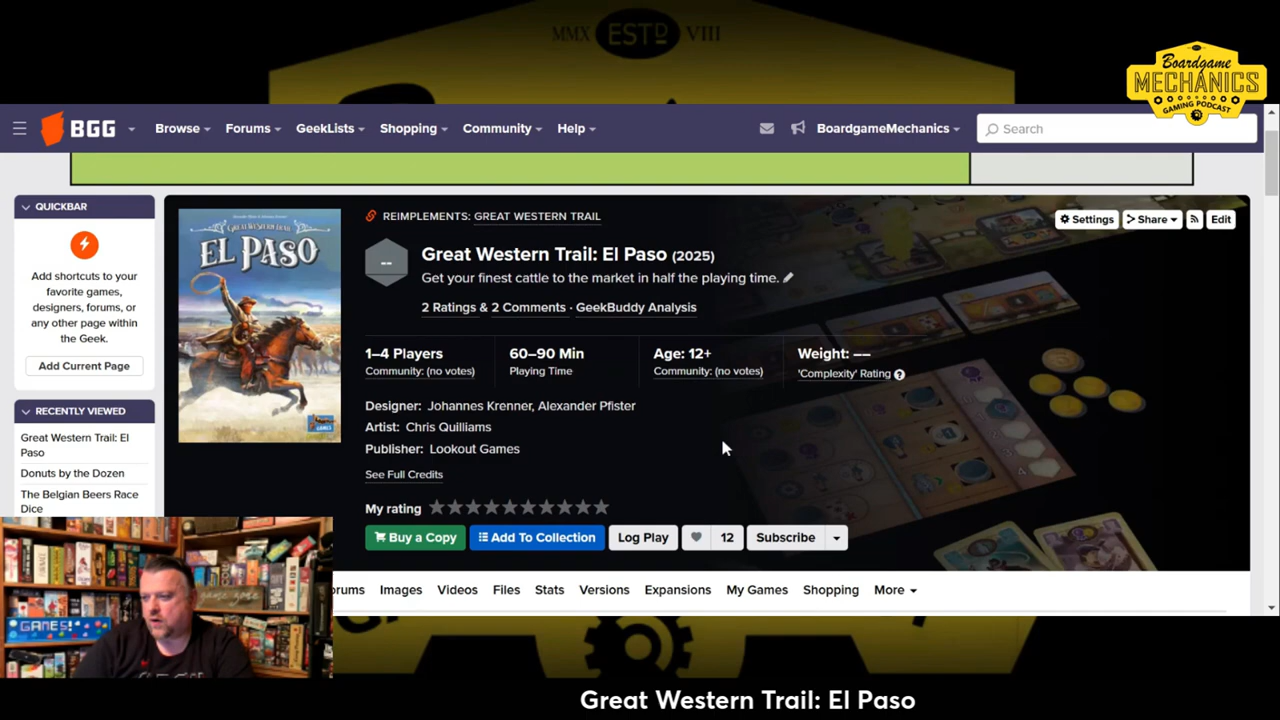 MMX ESTD VIII
Boardgame
MECHANICS
GAMING PODCAST
BGG Browse Forums GeekLists Shopping Community Help BoardgameMechanics Search
QUICKBAR
Add shortcuts to your
favorite games,
designers, forums, or
any other page within
the Geek.
Add Current Page
RECENTLY VIEWED
Great Western Trail: El
Paso
Donuts by the Dozen
The Belgian Beers Race
Dice
GREAT WESTERN TRAIL
EL PASO
REIMPLEMENTS: GREAT WESTERN TRAIL
Settings Share Edit
--
Great Western Trail: El Paso (2025)
Get your finest cattle to the market in half the playing time.
2 Ratings & 2 Comments · GeekBuddy Analysis
1–4 Players 60–90 Min Age: 12+ Weight: --
Community: (no votes) Playing Time Community: (no votes) 'Complexity' Rating ?
Designer: Johannes Krenner, Alexander Pfister
Artist: Chris Quilliams
Publisher: Lookout Games
See Full Credits
My rating
Buy a Copy Add To Collection Log Play 12 Subscribe
orums Images Videos Files Stats Versions Expansions My Games Shopping More
GAMES!
Great Western Trail: El Paso